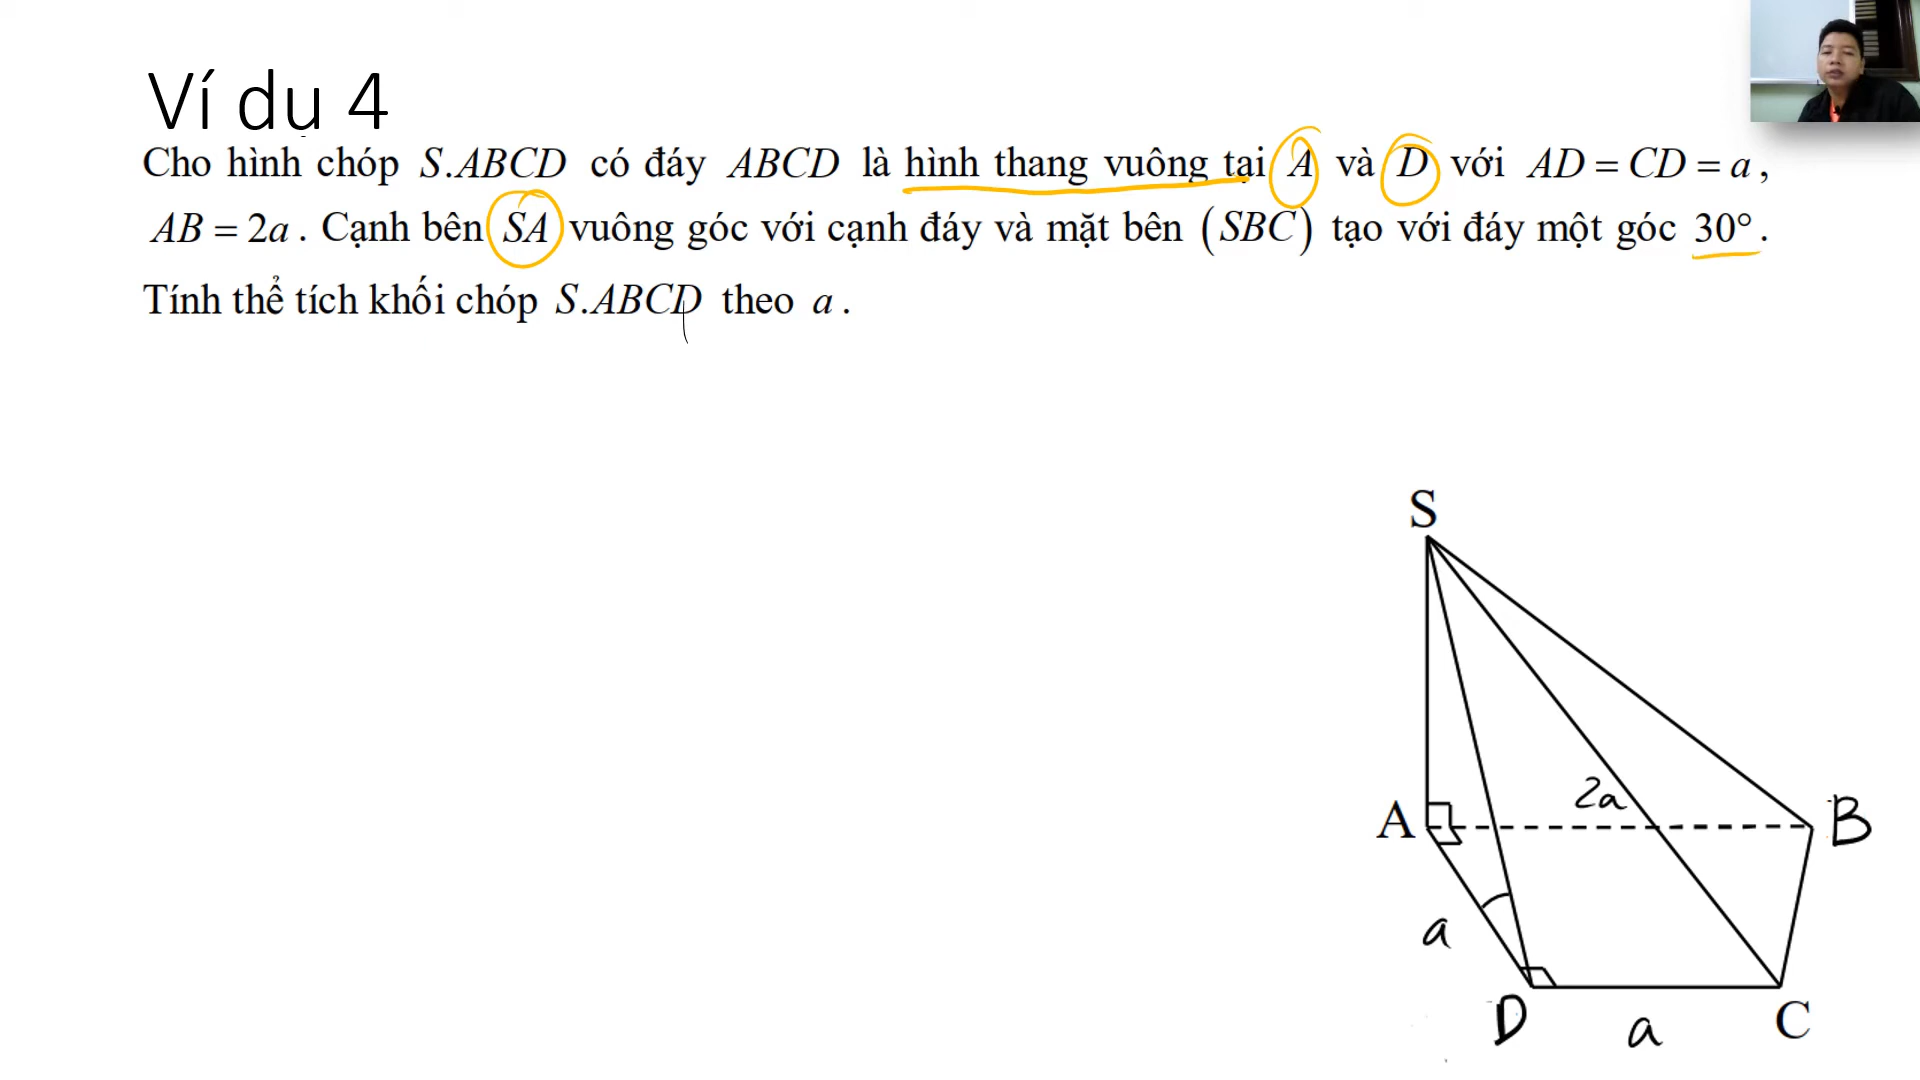 Ví dụ 4
Cho hình chóp S.ABCD có đáy ABCD là hình thang vuông tại A và D với AD = CD = a,
AB = 2a. Cạnh bên SA vuông góc với cạnh đáy và mặt bên (SBC) tạo với đáy một góc 30°.
Tính thể tích khối chóp S.ABCD theo a.
S
2a
A
B
a
D
a
C